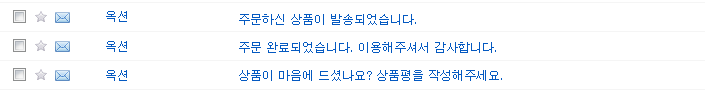 옥션 주문하신 상품이 발송되었습니다.
옥션 주문 완료되었습니다. 이용해주셔서 감사합니다.
옥션 상품이 마음에 드셨나요? 상품평을 작성해주세요.